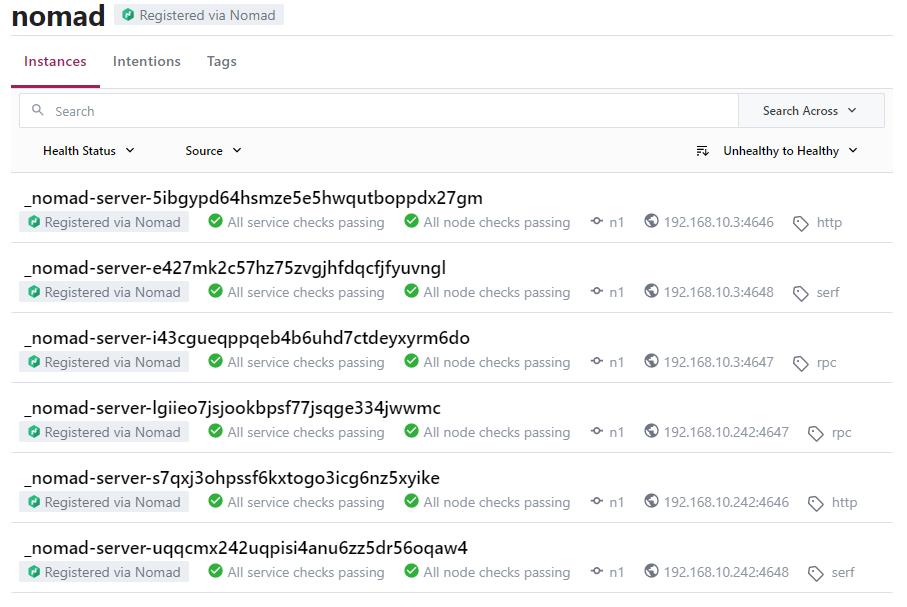 nomad Registered via Nomad
Instances Intentions Tags
Search Search Across
Health Status Source Unhealthy to Healthy
_nomad-server-5ibgypd64hsmze5e5hwqutboppdx27gm
Registered via Nomad All service checks passing All node checks passing n1 192.168.10.3:4646 http
_nomad-server-e427mk2c57hz75zvgjhfdqcfjfyuvngl
Registered via Nomad All service checks passing All node checks passing n1 192.168.10.3:4648 serf
_nomad-server-i43cgueqppqeb4b6uhd7ctdeyxyrm6do
Registered via Nomad All service checks passing All node checks passing n1 192.168.10.3:4647 rpc
_nomad-server-lgiieo7jsjookbpsf77jsqge334jwwmc
Registered via Nomad All service checks passing All node checks passing n1 192.168.10.242:4647 rpc
_nomad-server-s7qxj3ohpssf6kxtogo3icg6nz5xyike
Registered via Nomad All service checks passing All node checks passing n1 192.168.10.242:4646 http
_nomad-server-uqqcmx242uqpisi4anu6zz5dr56oqaw4
Registered via Nomad All service checks passing All node checks passing n1 192.168.10.242:4648 serf